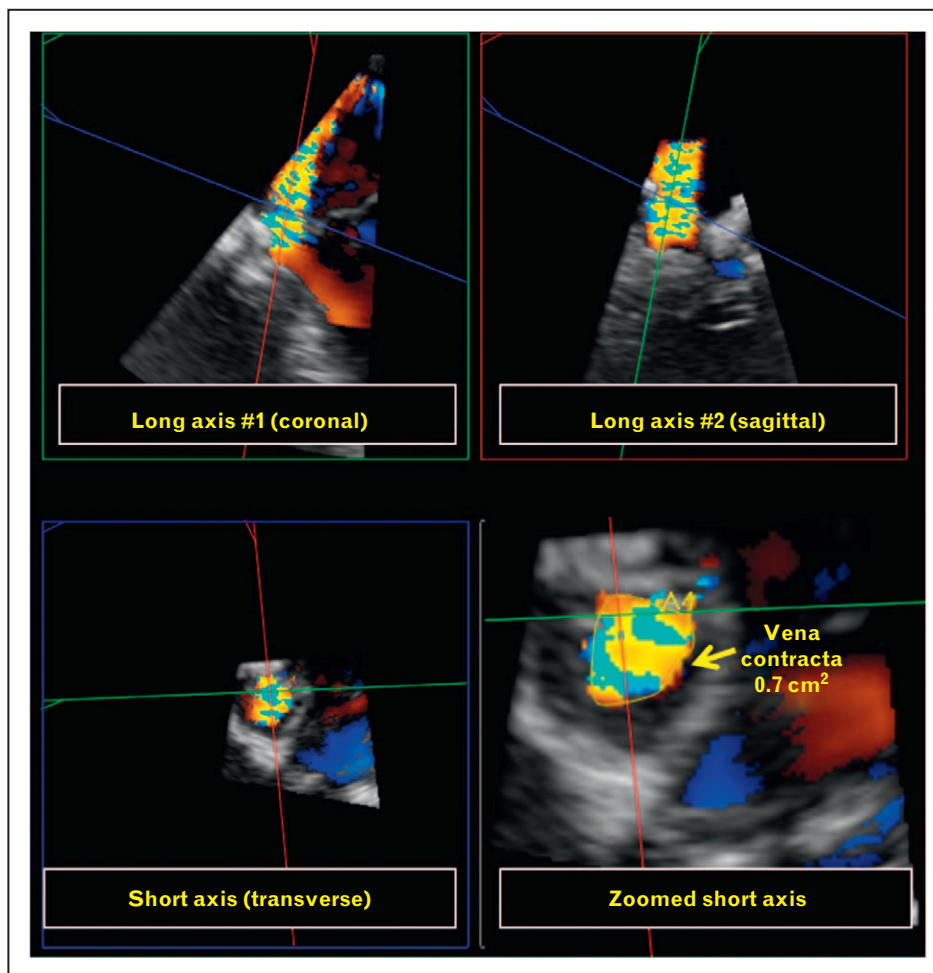 Long axis #1 (coronal)
Long axis #2 (sagittal)
A1
Vena
contracta
0.7 cm²
Short axis (transverse)
Zoomed short axis